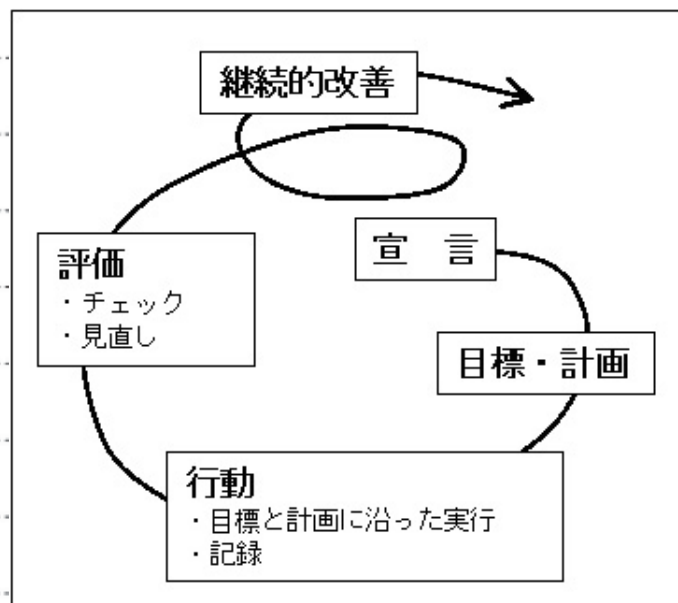 継続的改善
宣　言
目標・計画
行動
・目標と計画に沿った実行
・記録
評価
・チェック
・見直し